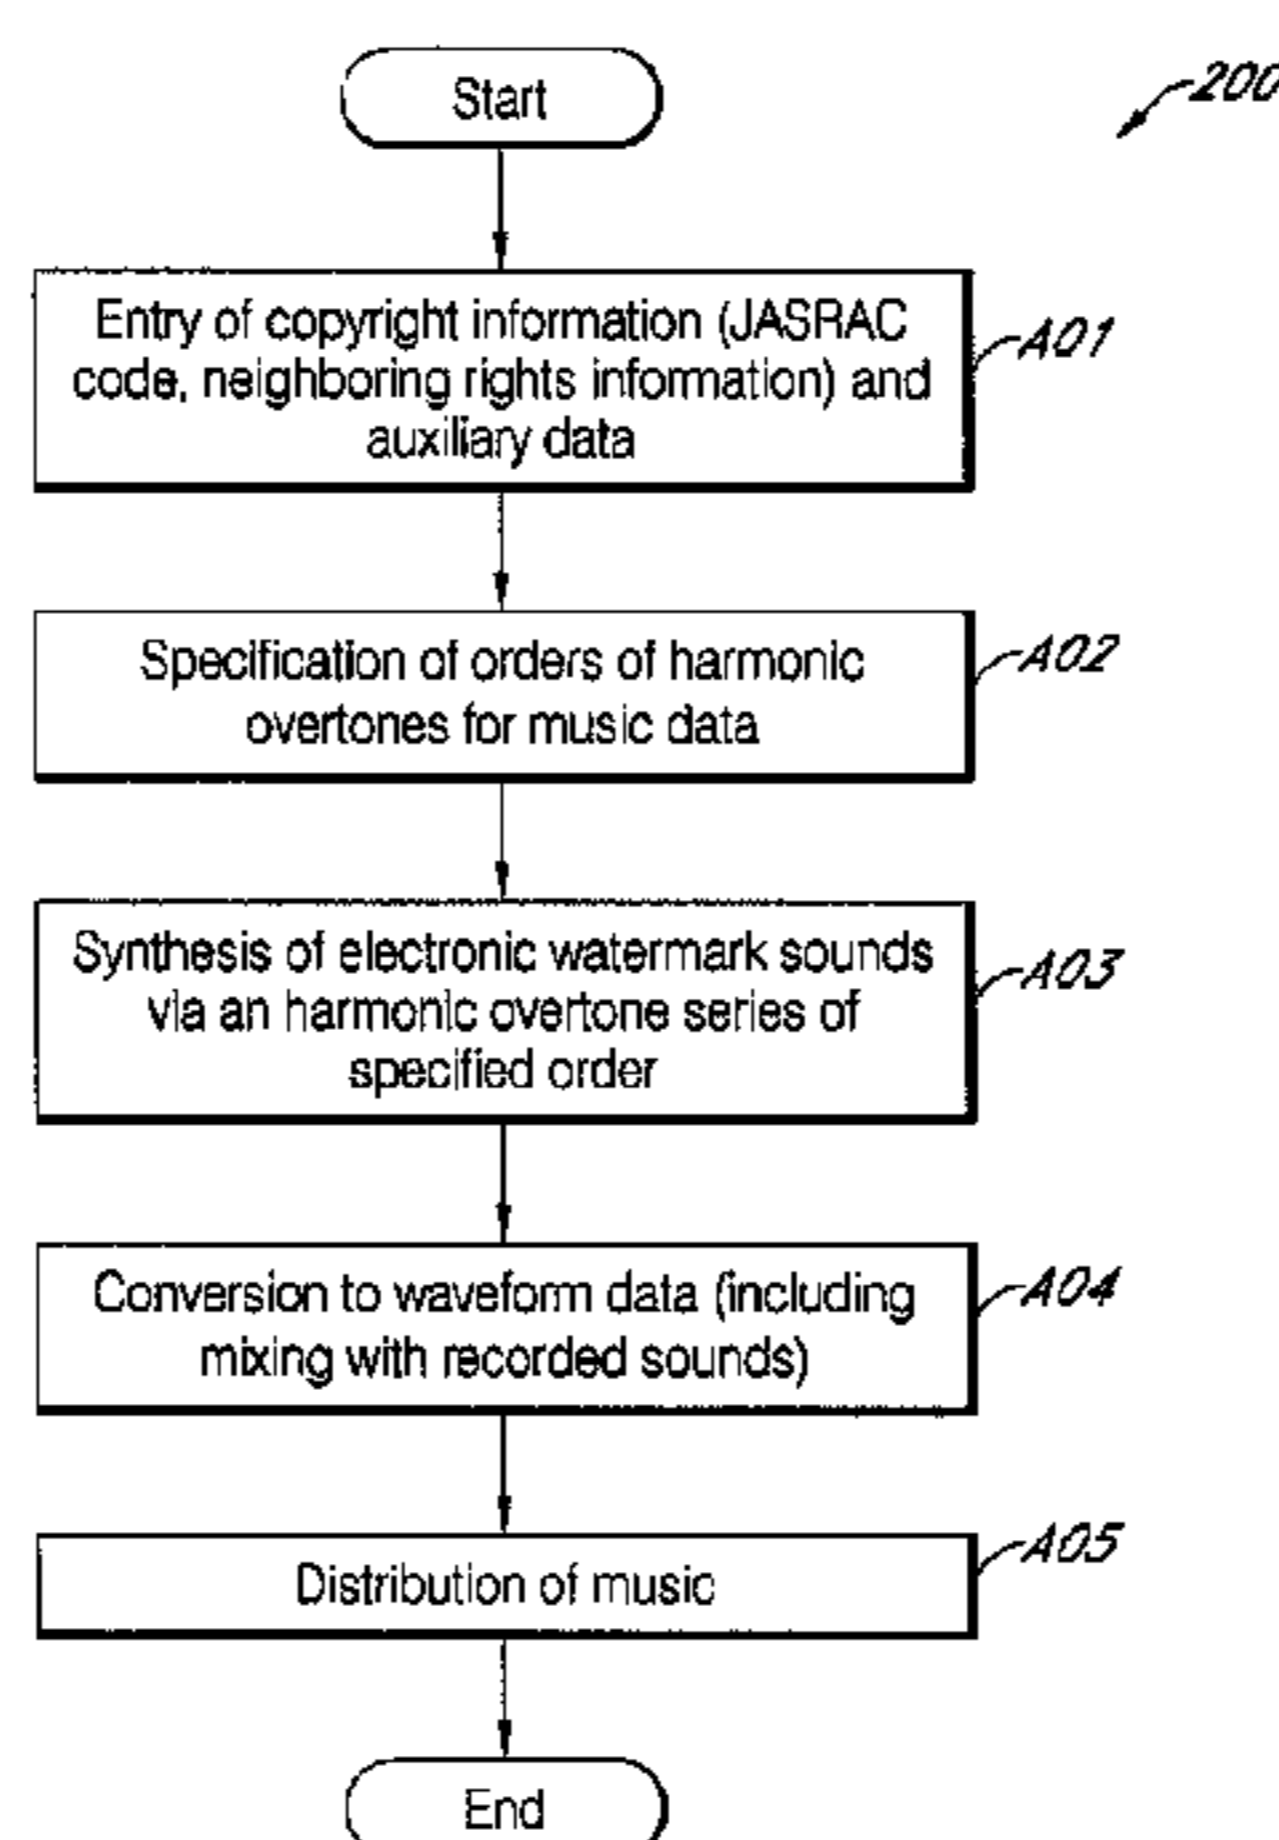 Start
200
Entry of copyright information (JASRAC
code, neighboring rights information) and
auxiliary data
A01
Specification of orders of harmonic
overtones for music data
A02
Synthesis of electronic watermark sounds
via an harmonic overtone series of
specified order
A03
Conversion to waveform data (including
mixing with recorded sounds)
A04
Distribution of music
A05
End